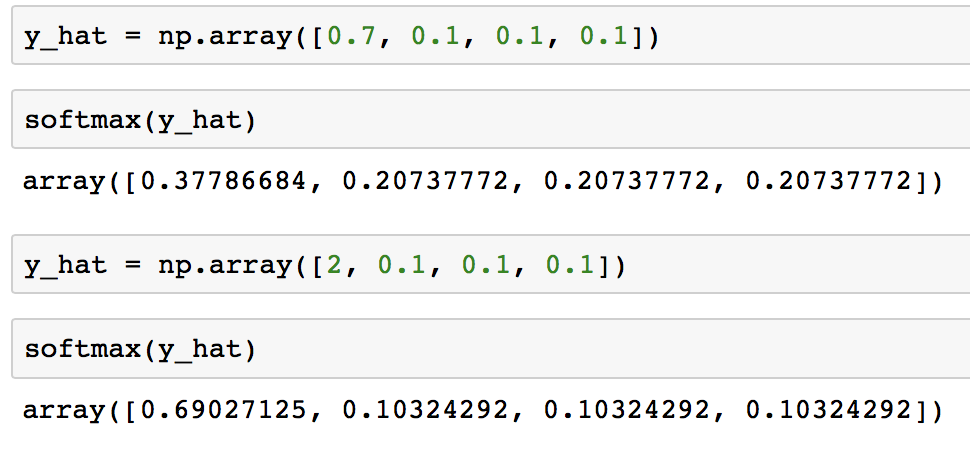 y_hat = np.array([0.7, 0.1, 0.1, 0.1])
softmax(y_hat)
array([0.37786684, 0.20737772, 0.20737772, 0.20737772])
y_hat = np.array([2, 0.1, 0.1, 0.1])
softmax(y_hat)
array([0.69027125, 0.10324292, 0.10324292, 0.10324292])